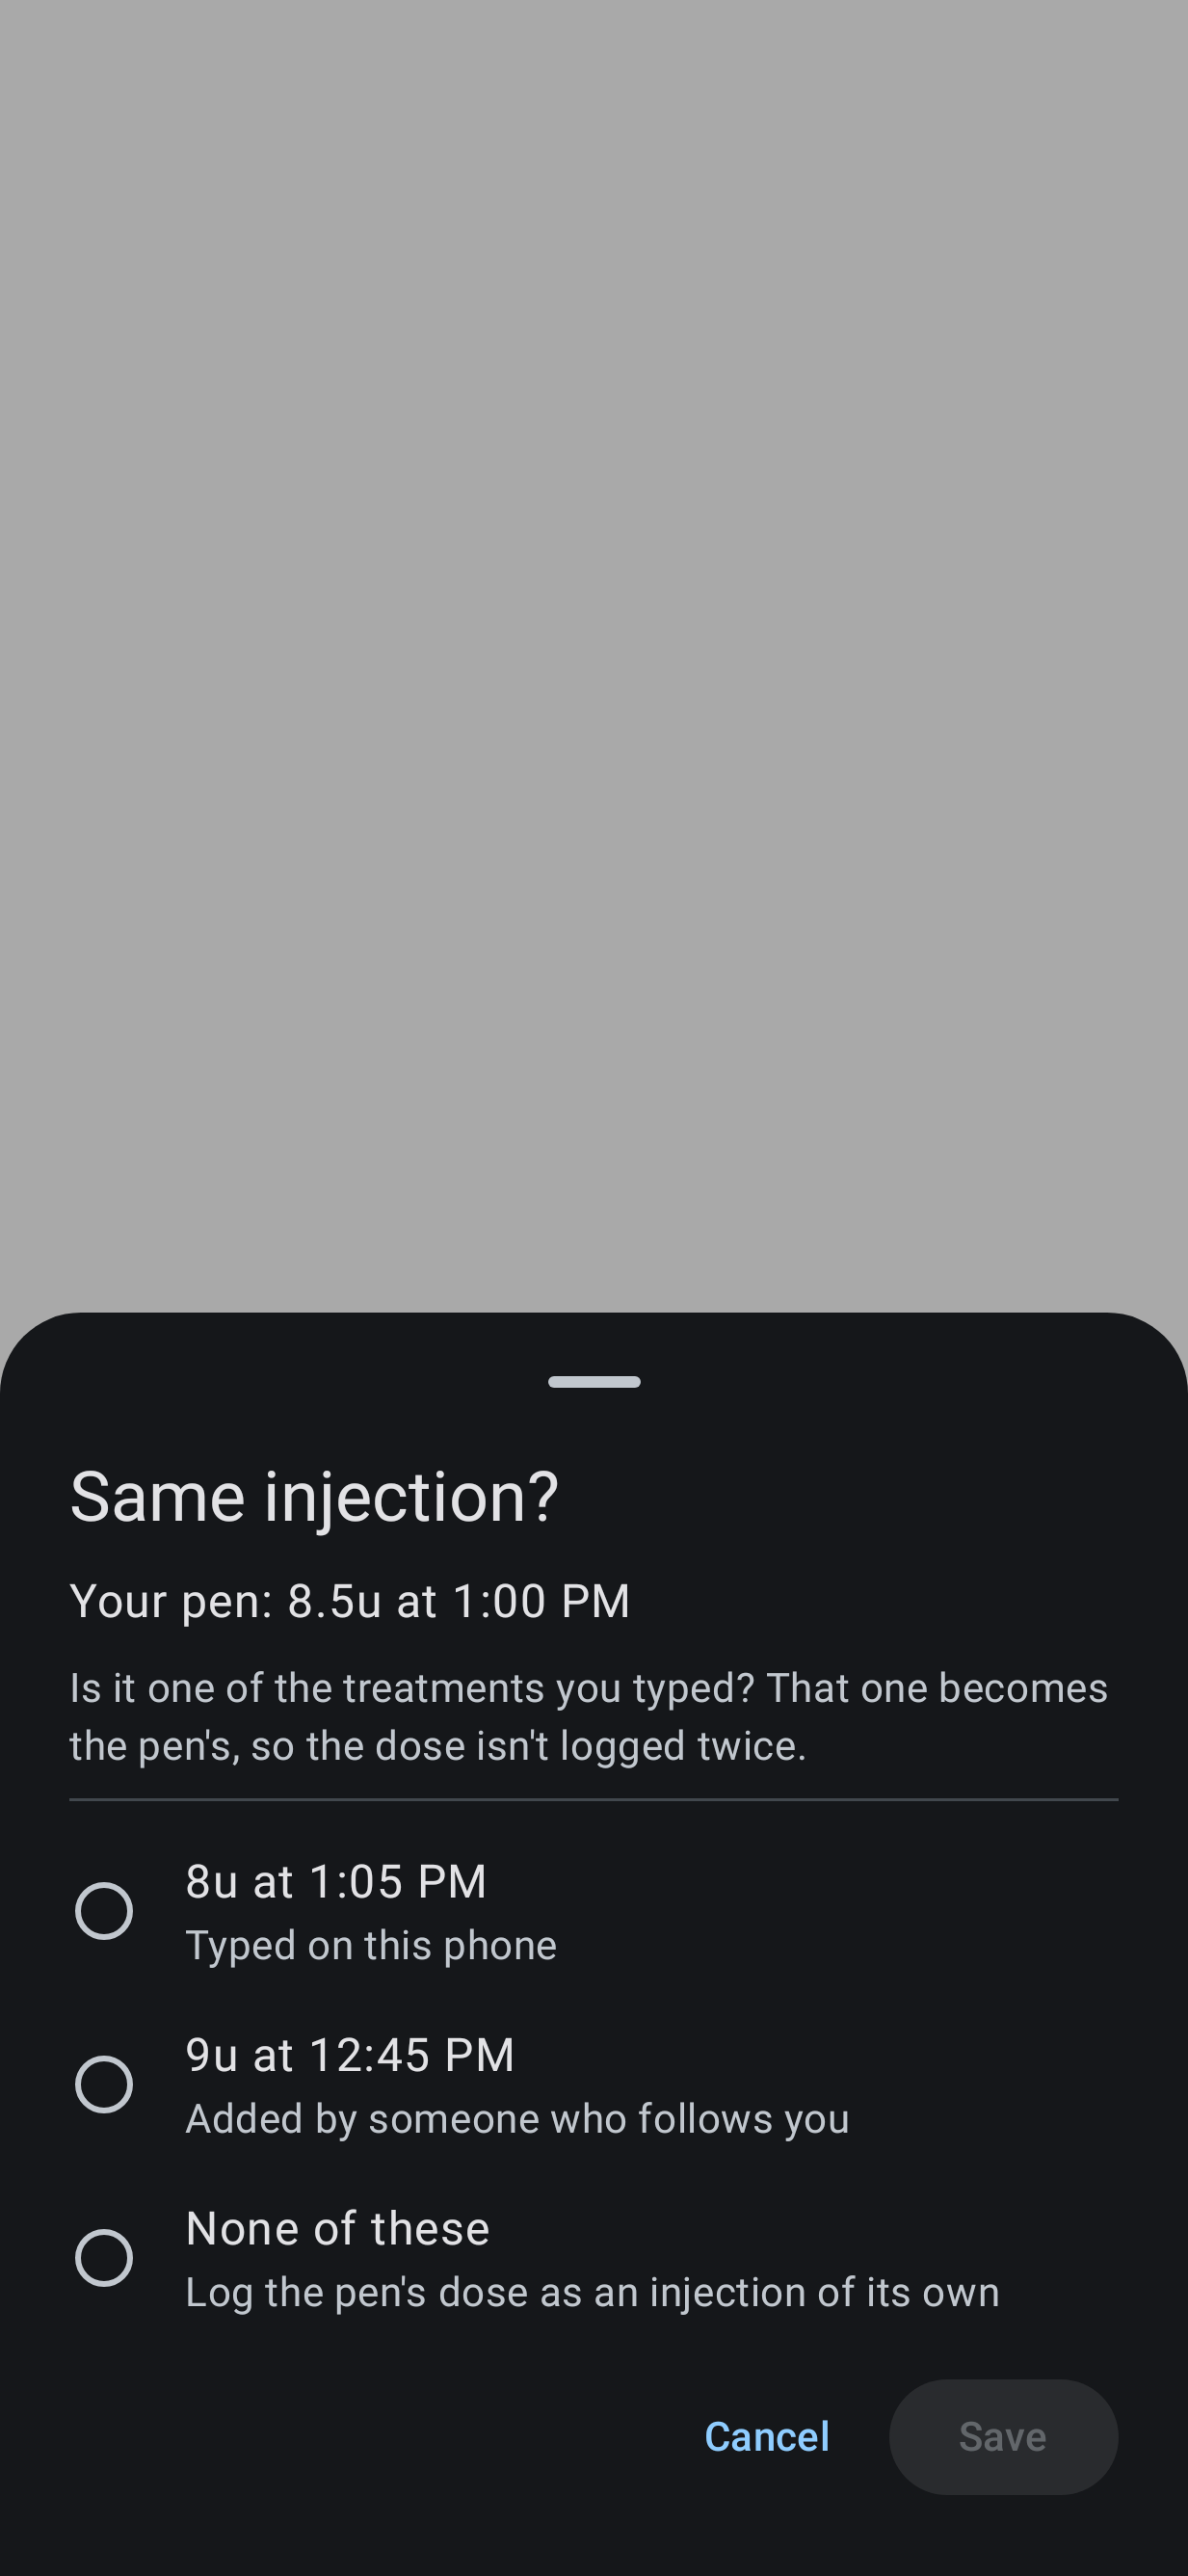 Same injection?
Your pen: 8.5u at 1:00 PM
Is it one of the treatments you typed? That one becomes
the pen's, so the dose isn't logged twice.
8u at 1:05 PM
Typed on this phone
9u at 12:45 PM
Added by someone who follows you
None of these
Log the pen's dose as an injection of its own
Cancel
Save